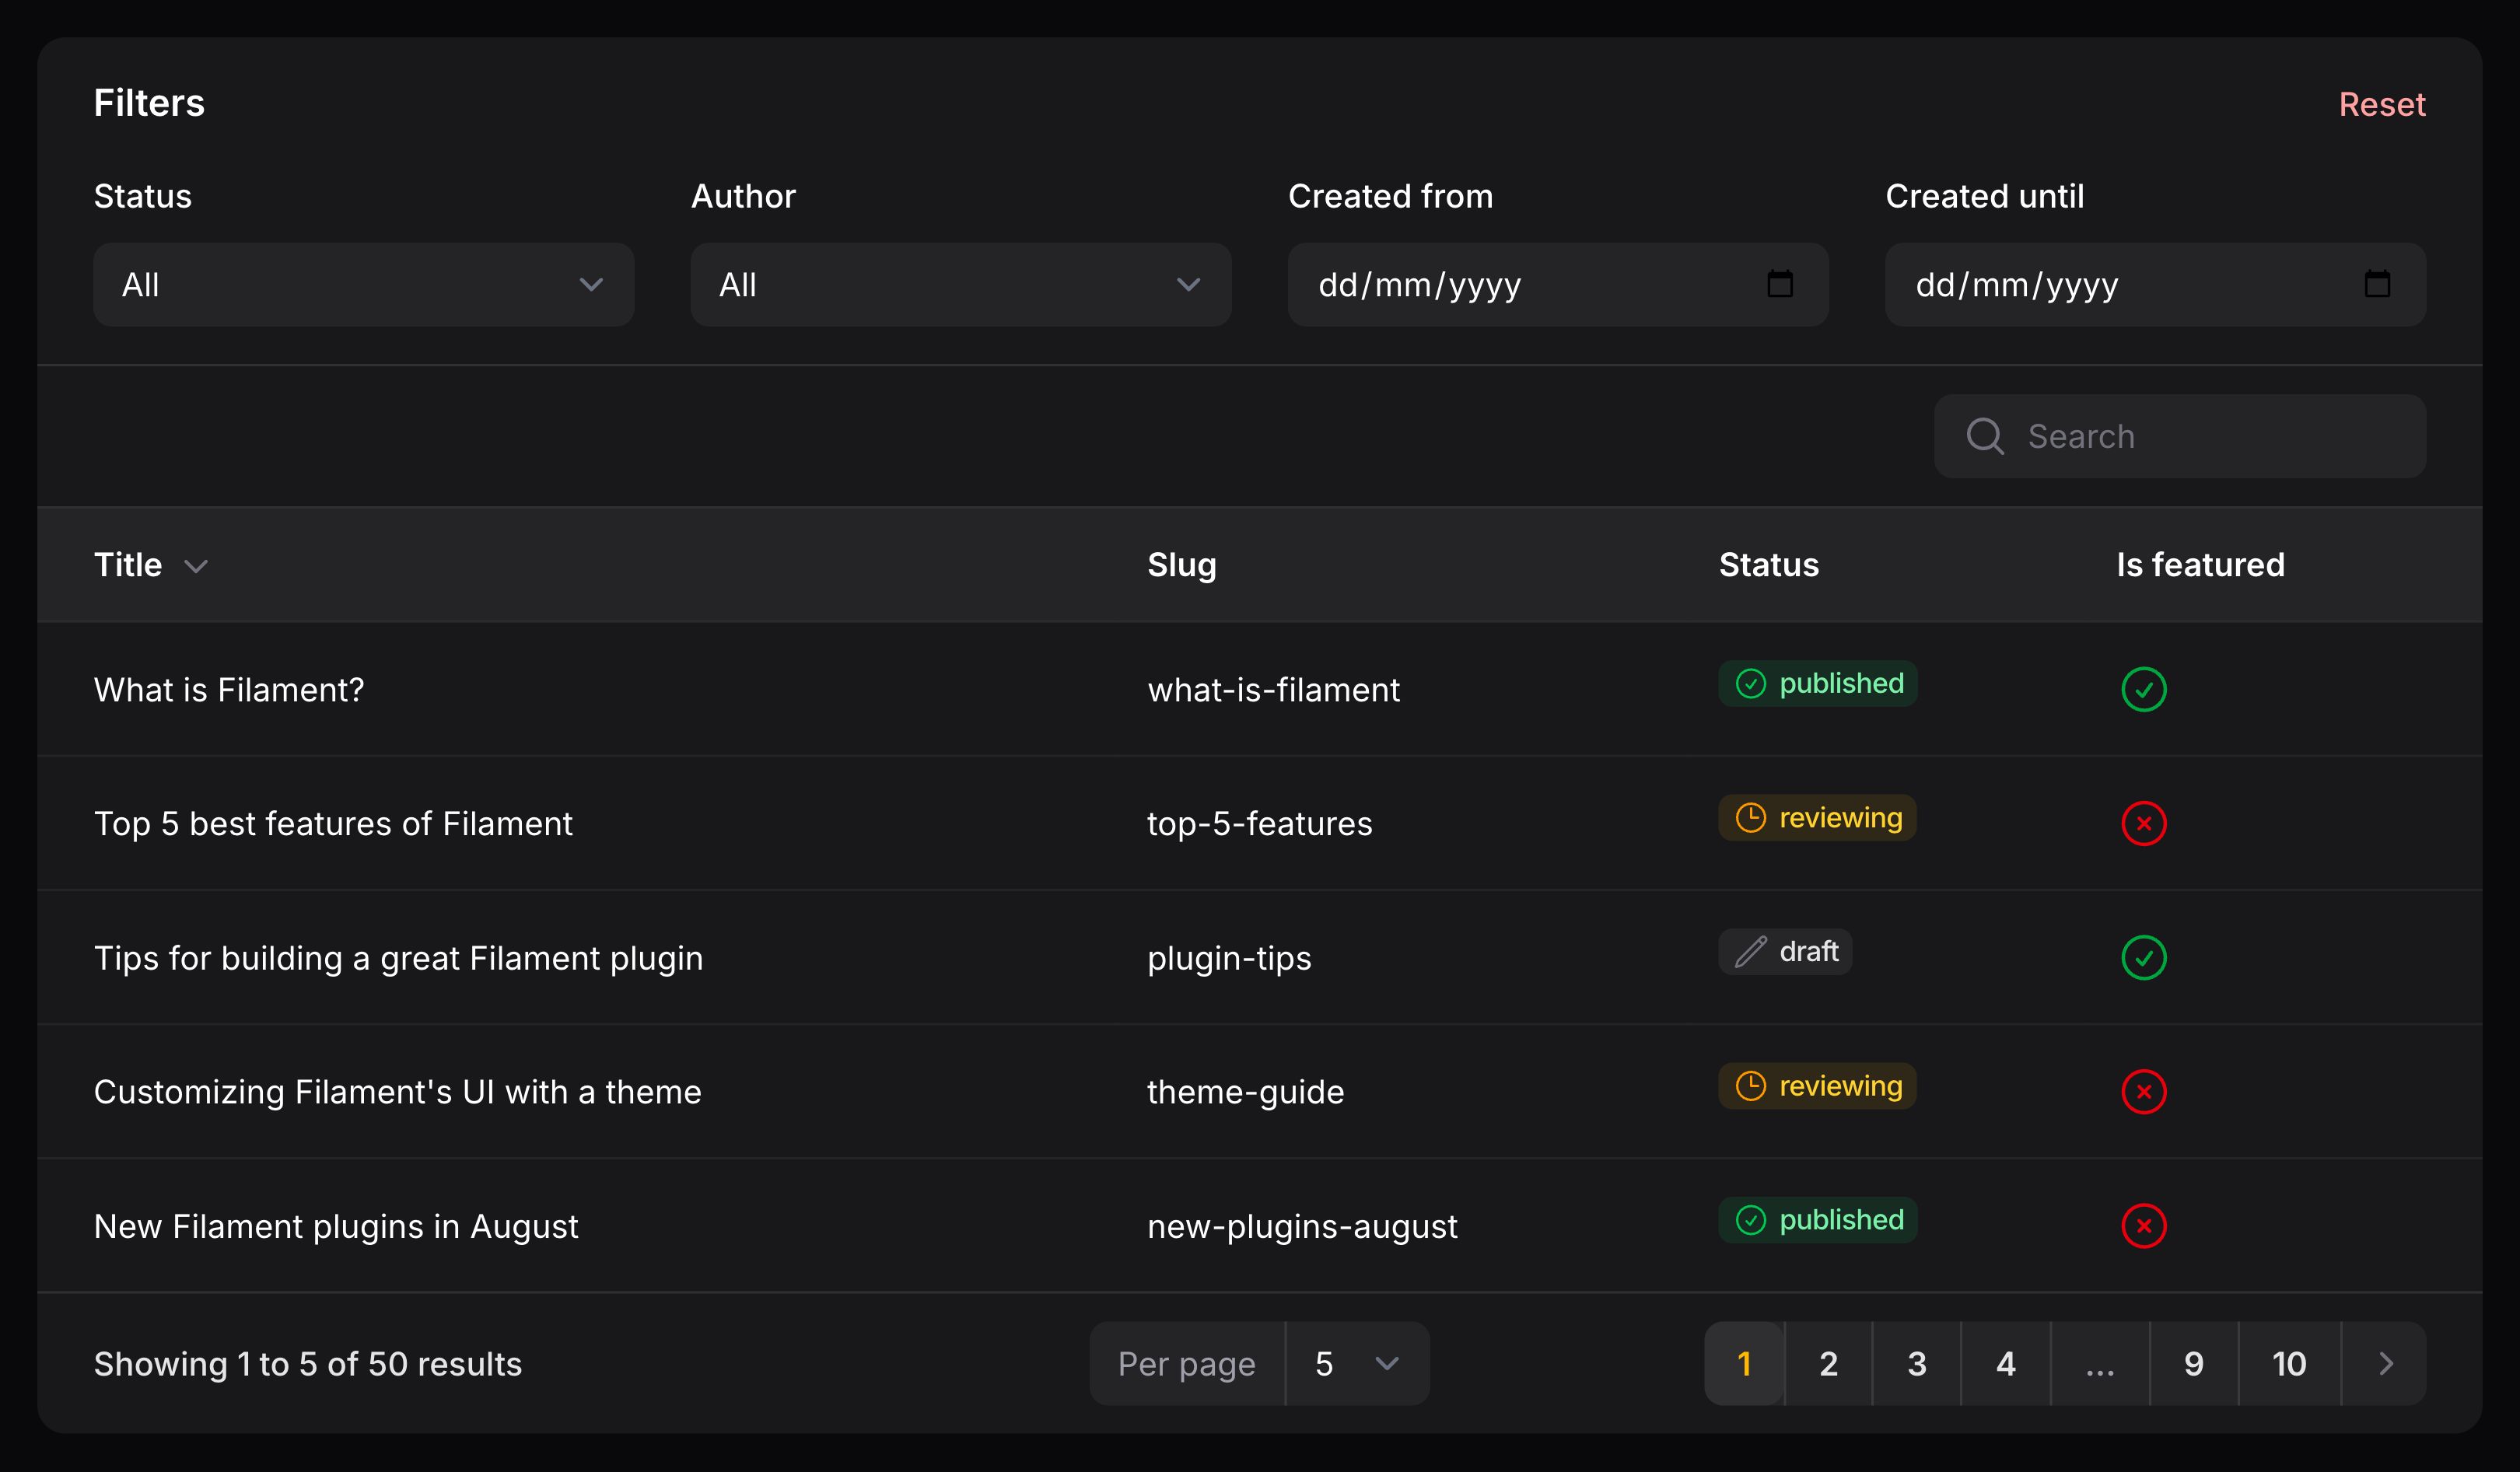 Filters Reset
Status Author Created from Created until
All All dd/mm/yyyy dd/mm/yyyy
Search
Title Slug Status Is featured
What is Filament? what-is-filament published
Top 5 best features of Filament top-5-features reviewing
Tips for building a great Filament plugin plugin-tips draft
Customizing Filament's UI with a theme theme-guide reviewing
New Filament plugins in August new-plugins-august published
Showing 1 to 5 of 50 results Per page 5 1 2 3 4 ... 9 10